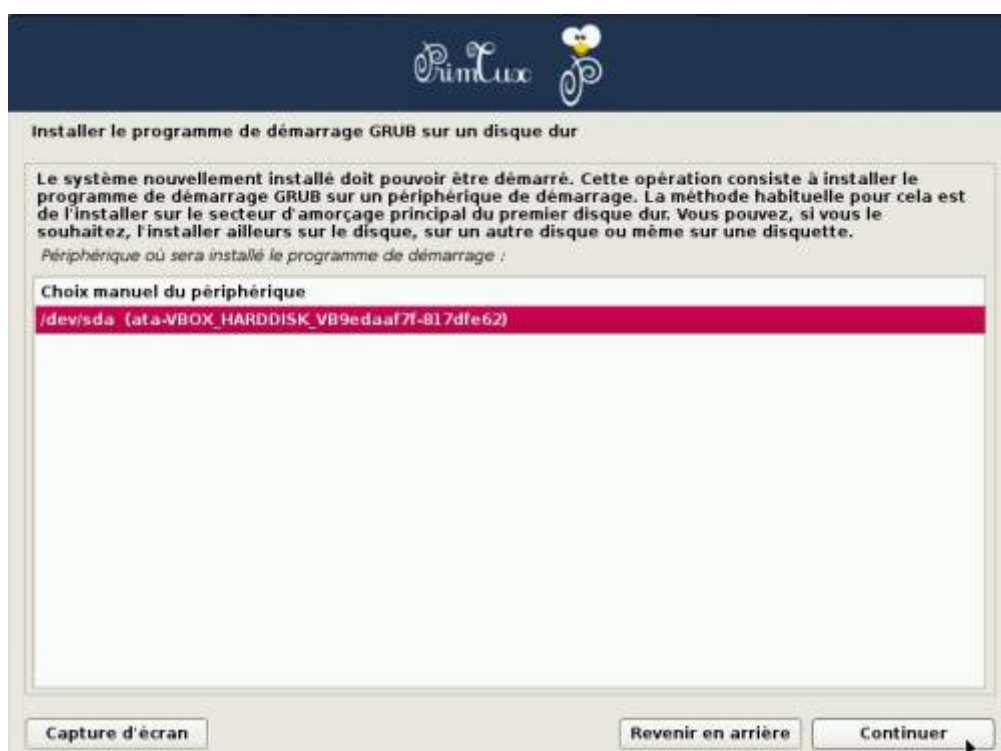 PrimTux
Installer le programme de démarrage GRUB sur un disque dur
Le système nouvellement installé doit pouvoir être démarré. Cette opération consiste à installer le
programme de démarrage GRUB sur un périphérique de démarrage. La méthode habituelle pour cela est
de l'installer sur le secteur d'amorçage principal du premier disque dur. Vous pouvez, si vous le
souhaitez, l'installer ailleurs sur le disque, sur un autre disque ou même sur une disquette.
Périphérique où sera installé le programme de démarrage :
Choix manuel du périphérique
/dev/sda (ata-VBOX_HARDDISK_VB9edaaf7f-817dfe62)
Capture d'écran
Revenir en arrière
Continuer